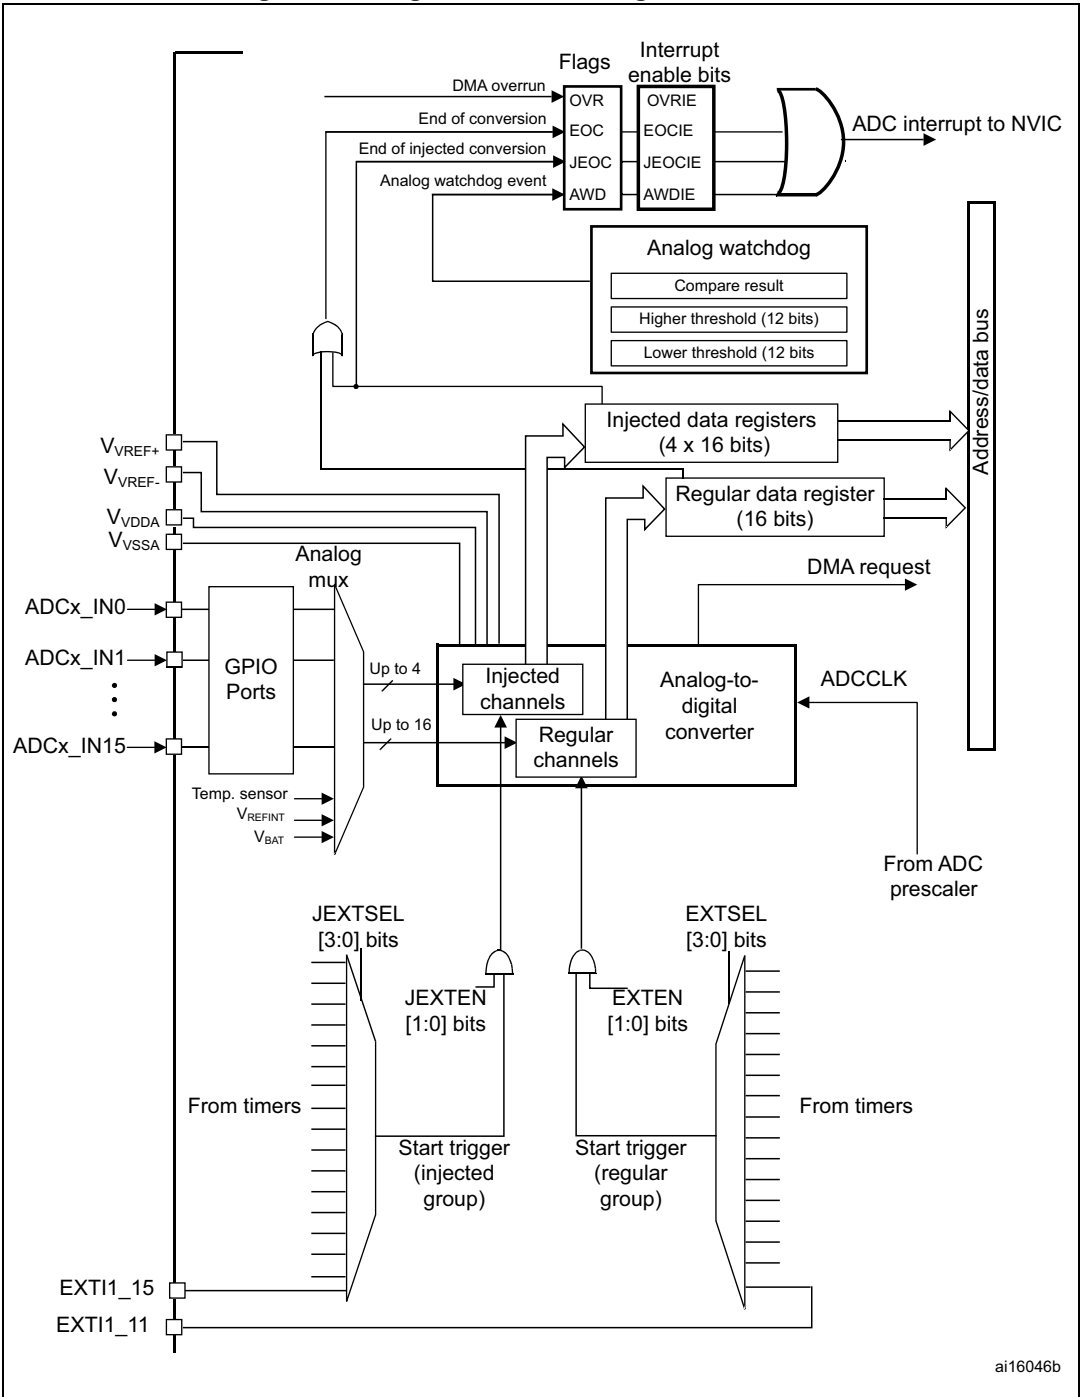 Flags
Interrupt
enable bits
DMA overrun
OVR
OVRIE
End of conversion
EOC
EOCIE
ADC interrupt to NVIC
End of injected conversion
JEOC
JEOCIE
Analog watchdog event
AWD
AWDIE
Analog watchdog
Compare result
Higher threshold (12 bits)
Lower threshold (12 bits
Address/data bus
Injected data registers
(4 x 16 bits)
VVREF+
VVREF-
VVDDA
VVSSA
Regular data register
(16 bits)
Analog
mux
DMA request
ADCx_IN0
ADCx_IN1
ADCx_IN15
GPIO
Ports
Up to 4
Up to 16
Injected
channels
Regular
channels
Analog-to-
digital
converter
ADCCLK
Temp. sensor
VREFINT
VBAT
From ADC
prescaler
JEXTSEL
[3:0] bits
EXTSEL
[3:0] bits
JEXTEN
[1:0] bits
EXTEN
[1:0] bits
From timers
From timers
Start trigger
(injected
group)
Start trigger
(regular
group)
EXTI1_15
EXTI1_11
ai16046b